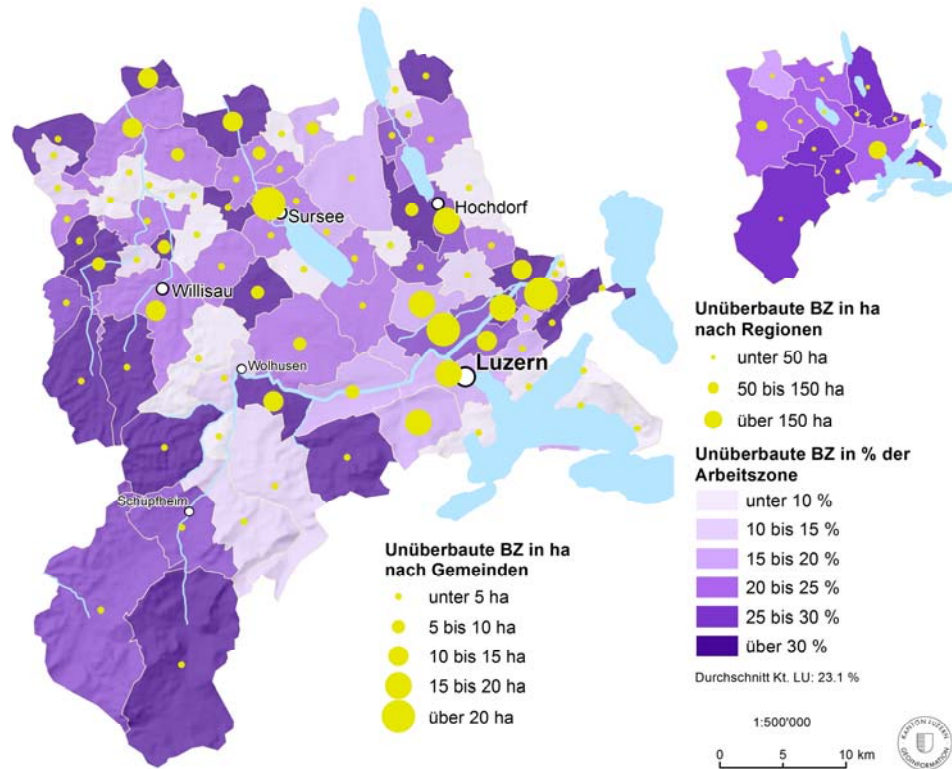 Sursee
Hochdorf
Willisau
Wolhusen
Luzern
Schüpfheim
Unüberbaute BZ in ha
nach Gemeinden
unter 5 ha
5 bis 10 ha
10 bis 15 ha
15 bis 20 ha
über 20 ha
Unüberbaute BZ in ha
nach Regionen
unter 50 ha
50 bis 150 ha
über 150 ha
Unüberbaute BZ in % der
Arbeitszone
unter 10 %
10 bis 15 %
15 bis 20 %
20 bis 25 %
25 bis 30 %
über 30 %
Durchschnitt Kt. LU: 23.1 %
1:500'000
0 5 10 km
KANTON LUZERN
GEOINFORMATION